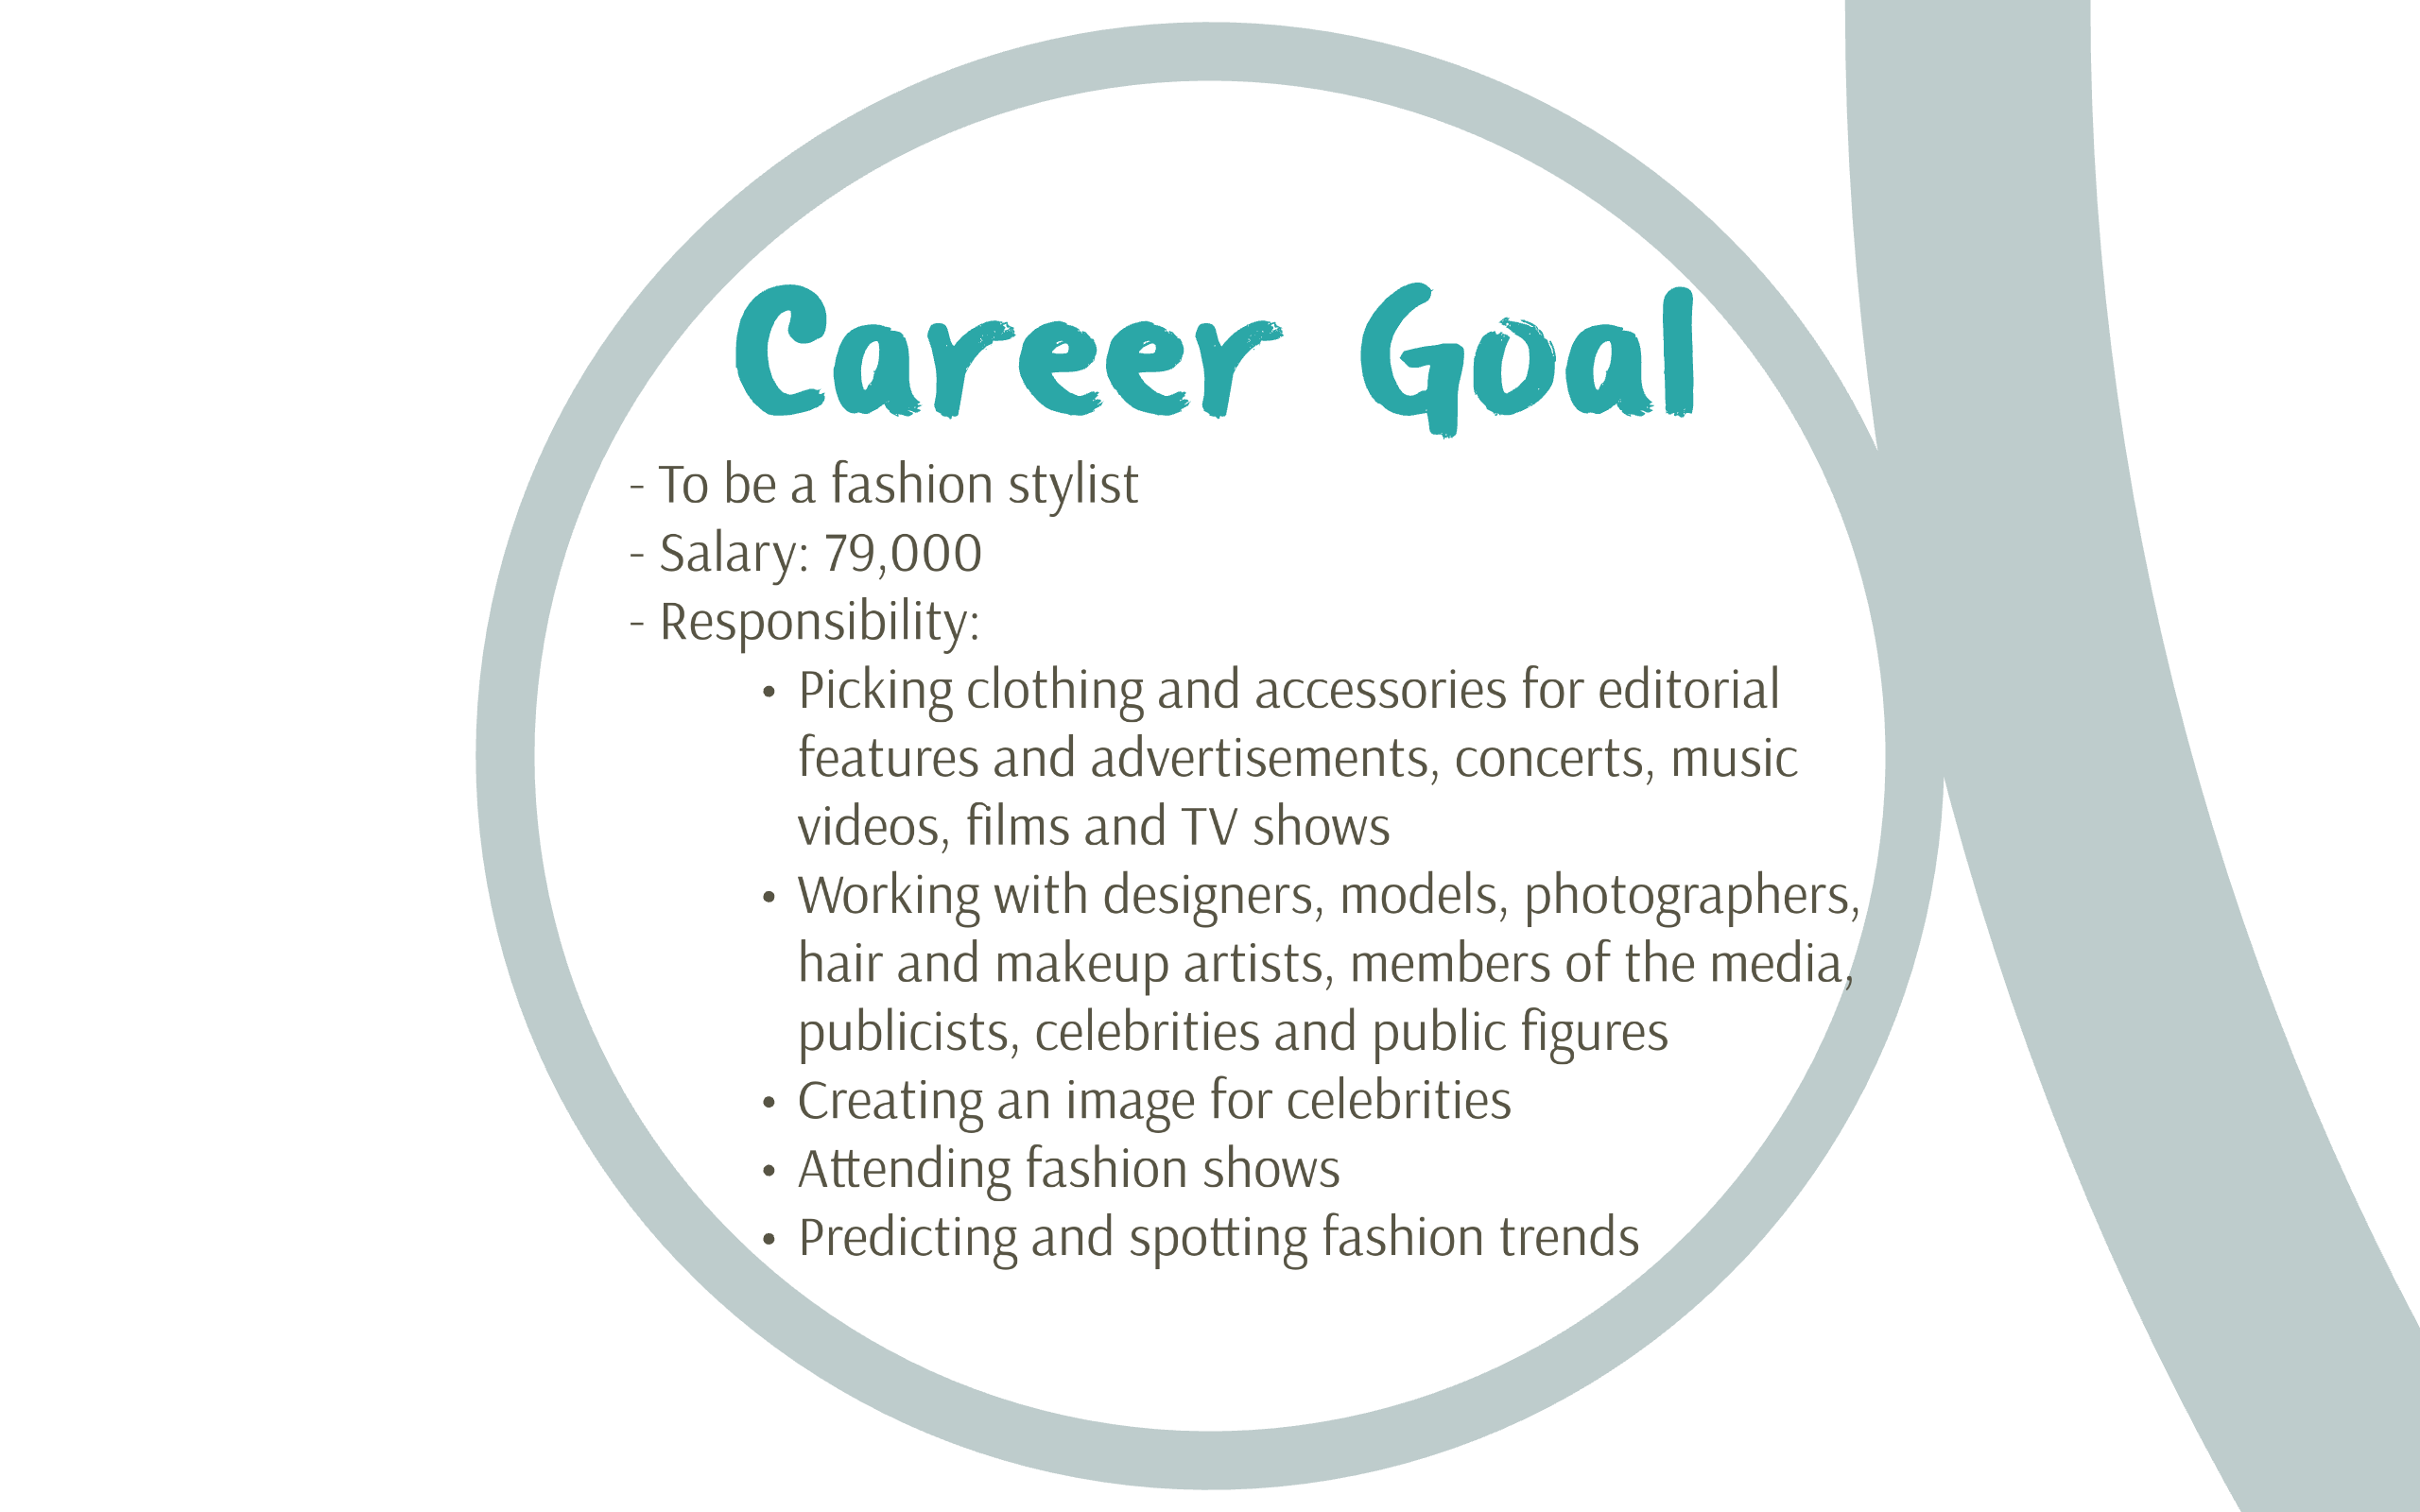 Career Goal
- To be a fashion stylist
- Salary: 79,000
- Responsibility:
• Picking clothing and accessories for editorial
features and advertisements, concerts, music
videos, films and TV shows
• Working with designers, models, photographers,
hair and makeup artists, members of the media,
publicists, celebrities and public figures
• Creating an image for celebrities
• Attending fashion shows
• Predicting and spotting fashion trends